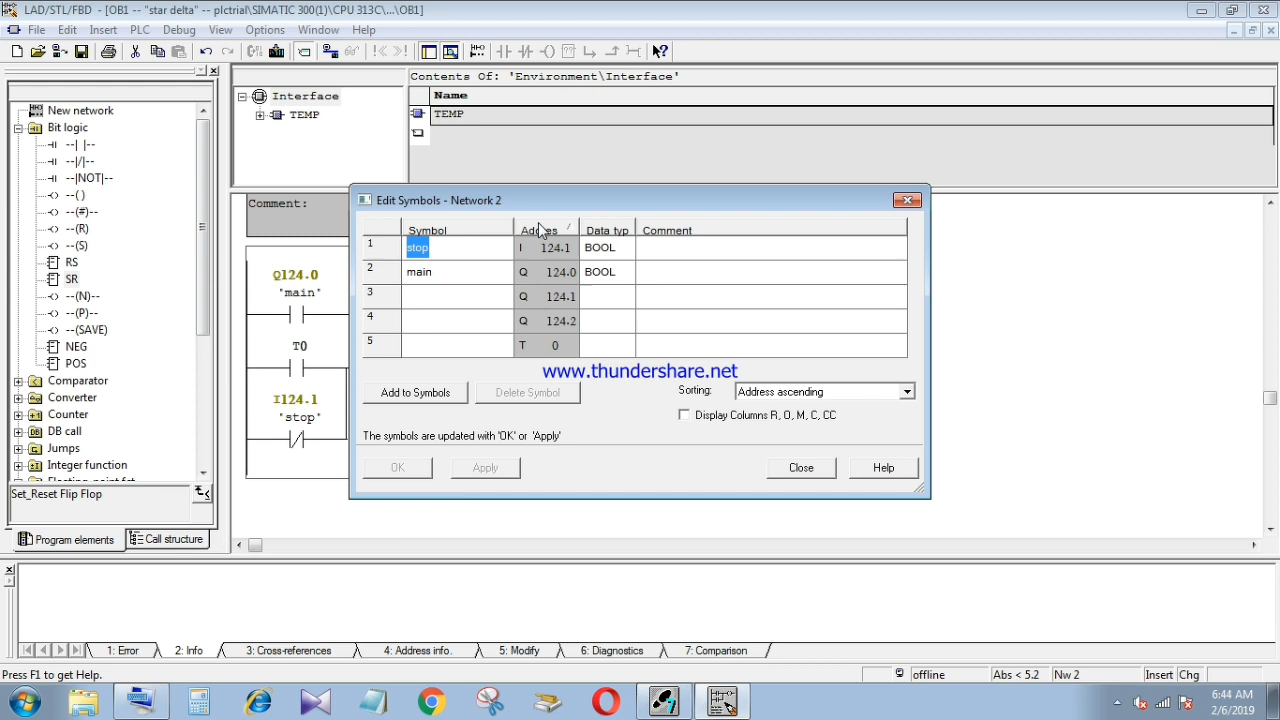 LAD/STL/FBD - [OB1 -- "star delta" -- plctrial\SIMATIC 300(1)\CPU 313C\...\OB1]
File Edit Insert PLC Debug View Options Window Help
Contents Of: 'Environment\Interface'
Interface
TEMP
Name
TEMP
New network
Bit logic
--| |--
--|/|--
--|NOT|--
--( )
--(#)--
--(R)
--(S)
RS
SR
--(N)--
--(P)--
--(SAVE)
NEG
POS
Comparator
Converter
Counter
DB call
Jumps
Integer function
Set_Reset Flip Flop
Program elements Call structure
Comment:
Q124.0
"main"
T0
I124.1
"stop"
Edit Symbols - Network 2
Symbol Addres Data typ Comment
1 stop I 124.1 BOOL
2 main Q 124.0 BOOL
3 Q 124.1
4 Q 124.2
5 T 0
www.thundershare.net
Add to Symbols Delete Symbol Sorting: Address ascending
Display Columns R, O, M, C, CC
The symbols are updated with 'OK' or 'Apply'
OK Apply Close Help
1: Error 2: Info 3: Cross-references 4: Address info. 5: Modify 6: Diagnostics 7: Comparison
Press F1 to get Help. offline Abs < 5.2 Nw 2 Insert Chg
6:44 AM
2/6/2019